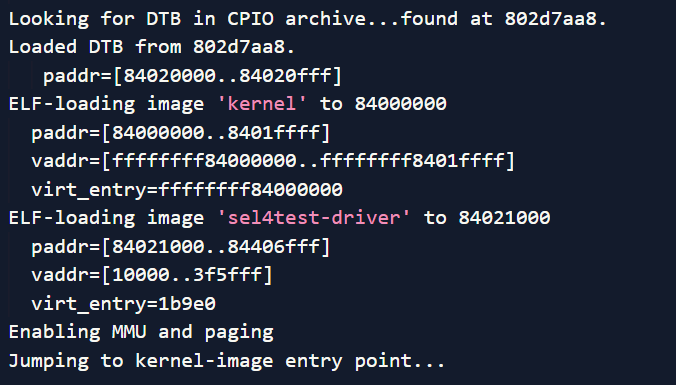 Looking for DTB in CPIO archive...found at 802d7aa8.
Loaded DTB from 802d7aa8.
   paddr=[84020000..84020fff]
ELF-loading image 'kernel' to 84000000
  paddr=[84000000..8401ffff]
  vaddr=[ffffffff84000000..ffffffff8401ffff]
  virt_entry=ffffffff84000000
ELF-loading image 'sel4test-driver' to 84021000
  paddr=[84021000..84406fff]
  vaddr=[10000..3f5fff]
  virt_entry=1b9e0
Enabling MMU and paging
Jumping to kernel-image entry point...